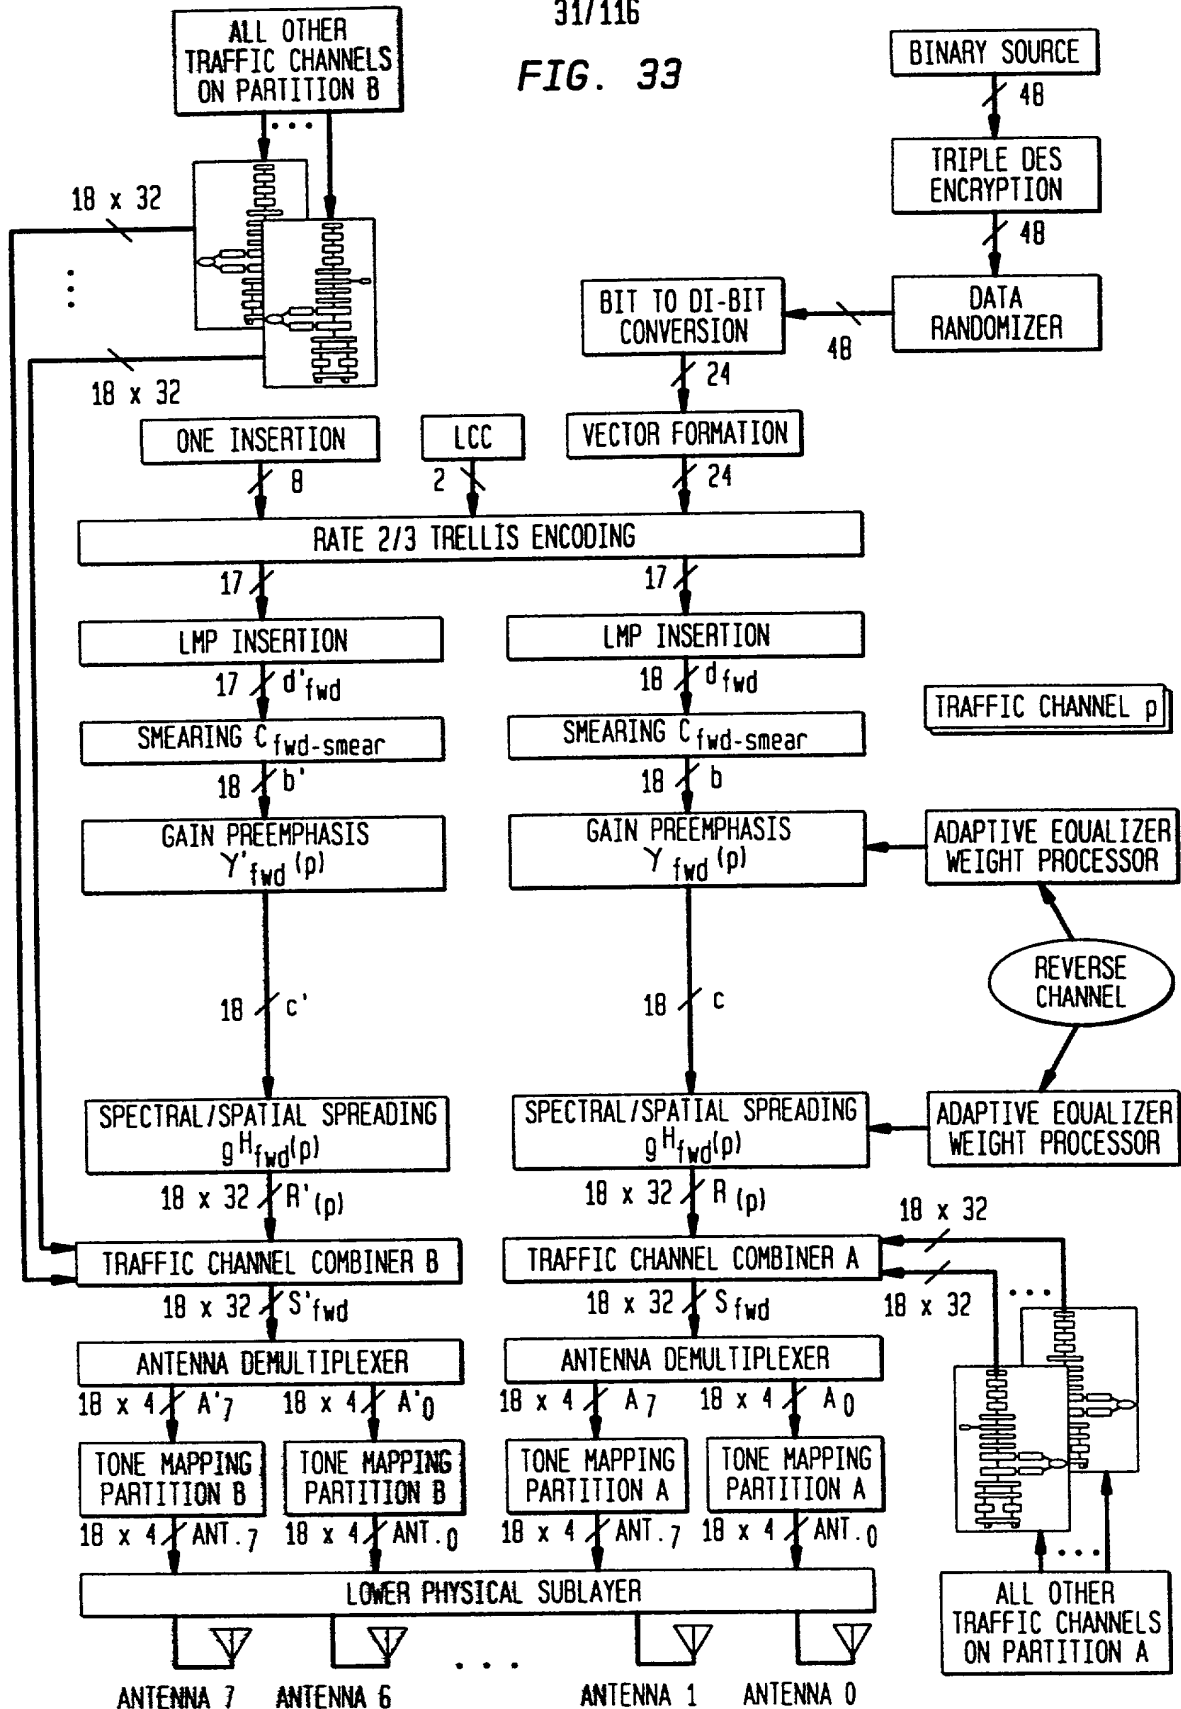 31/116
FIG. 33
ALL OTHER
TRAFFIC CHANNELS
ON PARTITION B
BINARY SOURCE
48
TRIPLE DES
ENCRYPTION
48
DATA
RANDOMIZER
48
BIT TO DI-BIT
CONVERSION
24
18 x 32
18 x 32
ONE INSERTION
LCC
VECTOR FORMATION
8
2
24
RATE 2/3 TRELLIS ENCODING
17
17
LMP INSERTION
LMP INSERTION
17 d'fwd
18 dfwd
TRAFFIC CHANNEL p
SMEARING Cfwd-smear
SMEARING Cfwd-smear
18 b'
18 b
GAIN PREEMPHASIS
γ'fwd(p)
GAIN PREEMPHASIS
γfwd(p)
ADAPTIVE EQUALIZER
WEIGHT PROCESSOR
REVERSE
CHANNEL
18 c'
18 c
SPECTRAL/SPATIAL SPREADING
gHfwd(p)
SPECTRAL/SPATIAL SPREADING
gHfwd(p)
ADAPTIVE EQUALIZER
WEIGHT PROCESSOR
18 x 32 R'(p)
18 x 32 R(p)
18 x 32
TRAFFIC CHANNEL COMBINER B
TRAFFIC CHANNEL COMBINER A
18 x 32
18 x 32 S'fwd
18 x 32 Sfwd
ANTENNA DEMULTIPLEXER
ANTENNA DEMULTIPLEXER
18 x 4 A'7
18 x 4 A'0
18 x 4 A7
18 x 4 A0
TONE MAPPING
PARTITION B
TONE MAPPING
PARTITION B
TONE MAPPING
PARTITION A
TONE MAPPING
PARTITION A
18 x 4 ANT.7
18 x 4 ANT.0
18 x 4 ANT.7
18 x 4 ANT.0
LOWER PHYSICAL SUBLAYER
ALL OTHER
TRAFFIC CHANNELS
ON PARTITION A
ANTENNA 7
ANTENNA 6
ANTENNA 1
ANTENNA 0